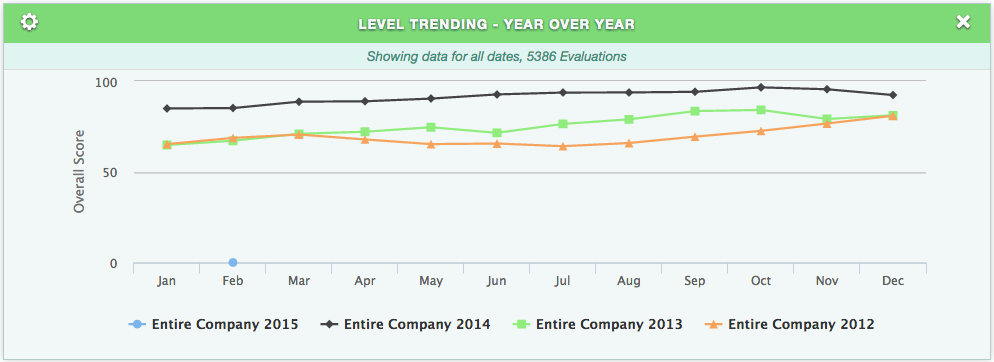 LEVEL TRENDING - YEAR OVER YEAR
Showing data for all dates, 5386 Evaluations
100
50
0
Overall Score
Jan Feb Mar Apr May Jun Jul Aug Sep Oct Nov Dec
Entire Company 2015 Entire Company 2014 Entire Company 2013 Entire Company 2012